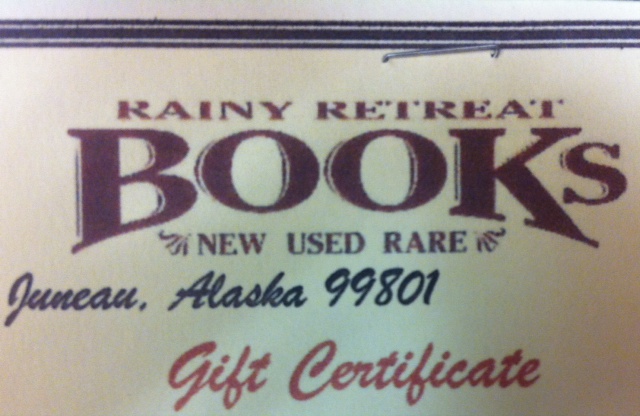 RAINY RETREAT
BOOKS
NEW USED RARE
Juneau, Alaska 99801
Gift Certificate